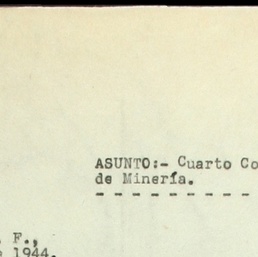 ASUNTO:- Cuarto Co
de Minería.
- - - - - - - - -
. F.,
1944.